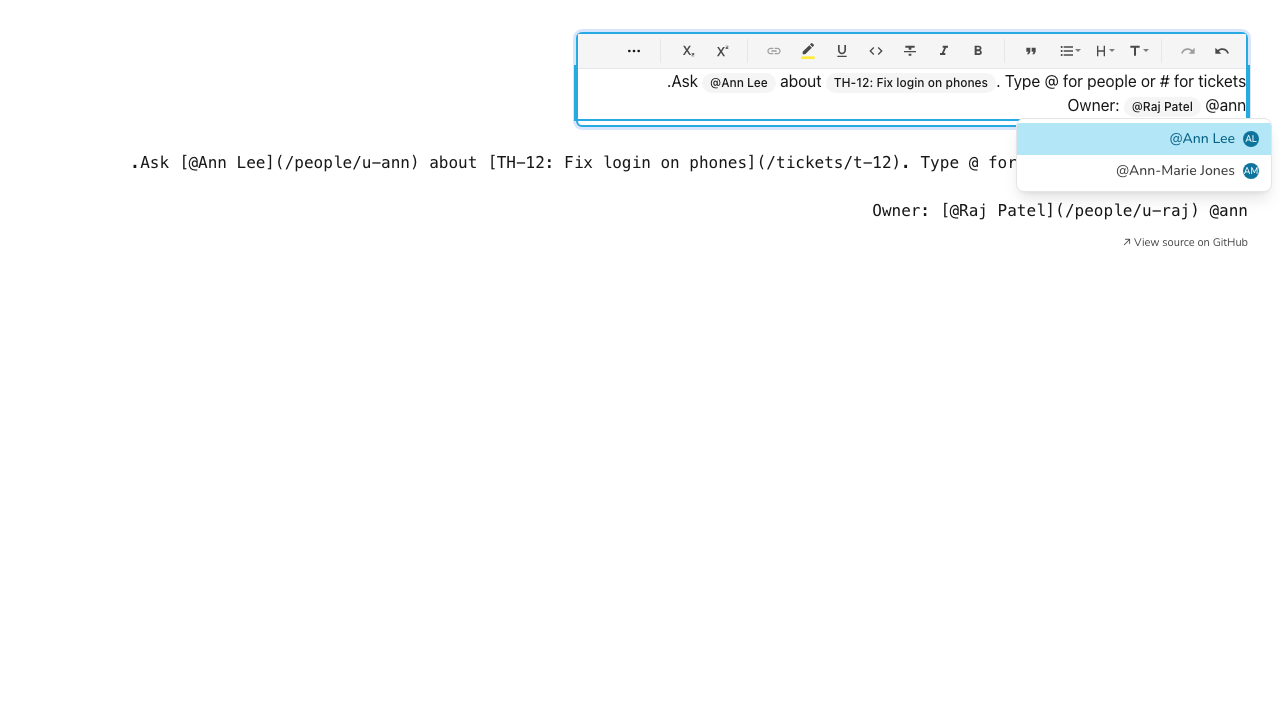 .Ask @Ann Lee about TH-12: Fix login on phones. Type @ for people or # for tickets
Owner: @Raj Patel @ann
@Ann Lee AL
@Ann-Marie Jones AM
.Ask [@Ann Lee](/people/u-ann) about [TH-12: Fix login on phones](/tickets/t-12). Type @ for
Owner: [@Raj Patel](/people/u-raj) @ann
View source on GitHub